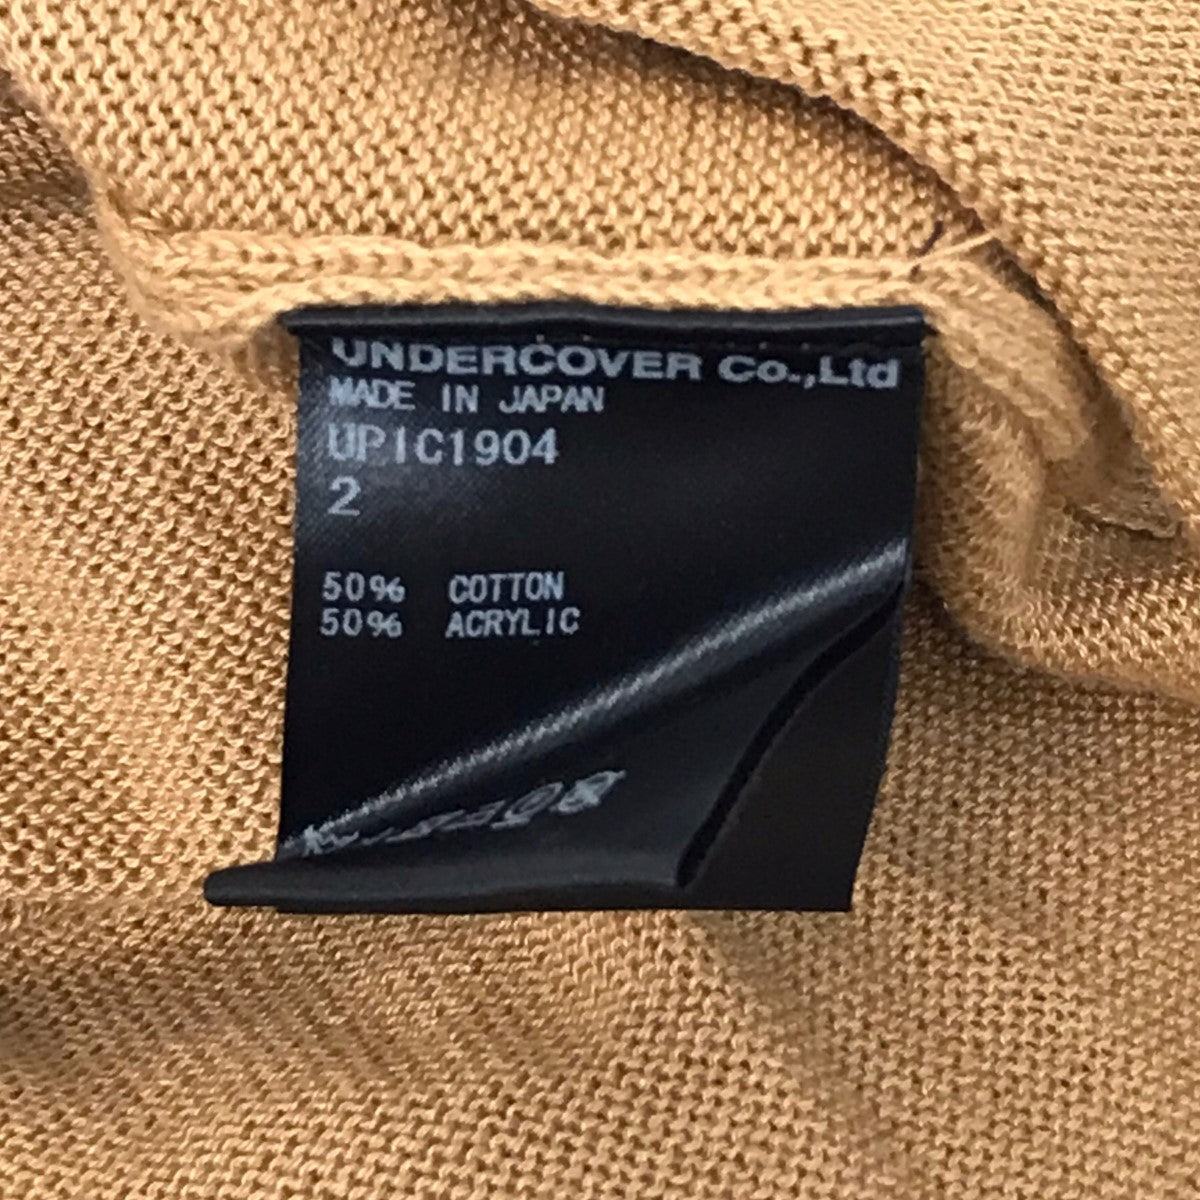 UNDERCOVER Co.,Ltd
MADE IN JAPAN
UPIC1904
2
50% COTTON
50% ACRYLIC